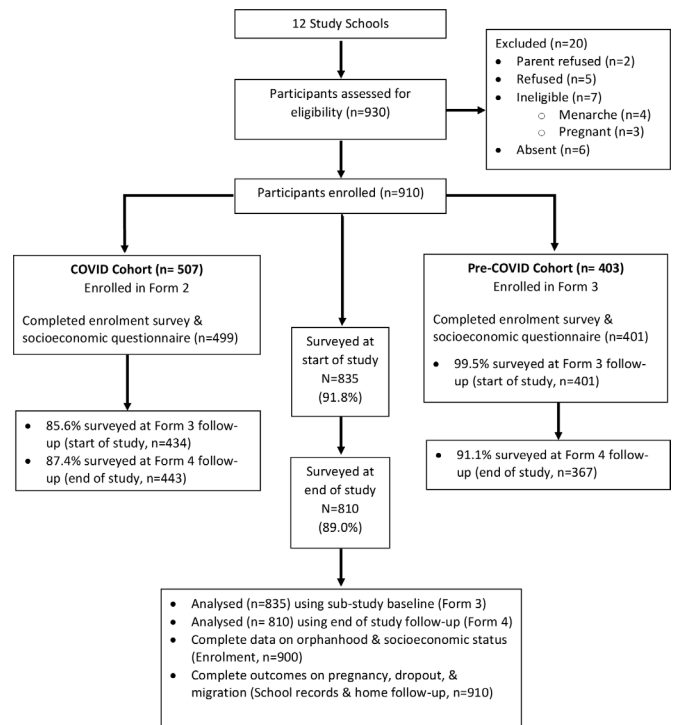 12 Study Schools
Participants assessed for
eligibility (n=930)
Excluded (n=20)
• Parent refused (n=2)
• Refused (n=5)
• Ineligible (n=7)
○ Menarche (n=4)
○ Pregnant (n=3)
• Absent (n=6)
Participants enrolled (n=910)
COVID Cohort (n= 507)
Enrolled in Form 2
Completed enrolment survey &
socioeconomic questionnaire (n=499)
• 85.6% surveyed at Form 3 follow-
up (start of study, n=434)
• 87.4% surveyed at Form 4 follow-
up (end of study, n=443)
Surveyed at
start of study
N=835
(91.8%)
Surveyed at
end of study
N=810
(89.0%)
Pre-COVID Cohort (n= 403)
Enrolled in Form 3
Completed enrolment survey &
socioeconomic questionnaire (n=401)
• 99.5% surveyed at Form 3 follow-
up (start of study, n=401)
• 91.1% surveyed at Form 4 follow-
up (end of study, n=367)
• Analysed (n=835) using sub-study baseline (Form 3)
• Analysed (n= 810) using end of study follow-up (Form 4)
• Complete data on orphanhood & socioeconomic status
(Enrolment, n=900)
• Complete outcomes on pregnancy, dropout, &
migration (School records & home follow-up, n=910)